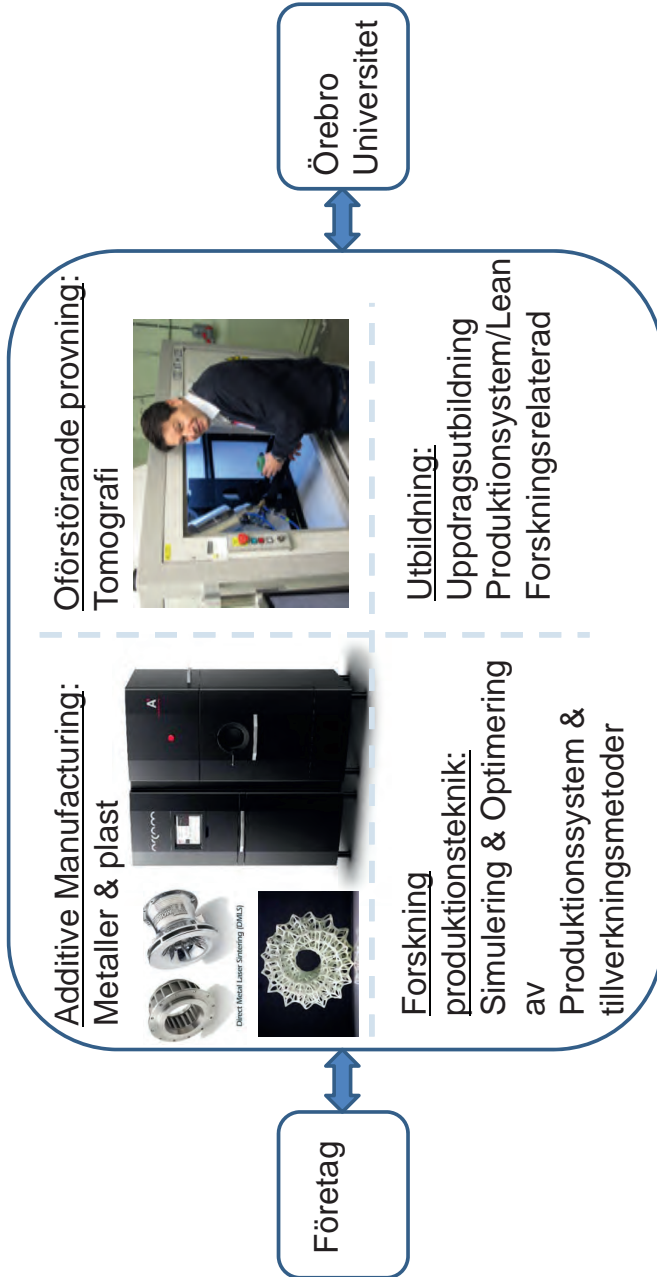 Företag
Additive Manufacturing:
Metaller & plast
Direct Metal Laser Sintering (DMLS)
arcam
A
Oförstörande provning:
Tomografi
Forskning
produktionsteknik:
Simulering & Optimering
av
Produktionssystem &
tillverkningsmetoder
Utbildning:
Uppdragsutbildning
Produktionsystem/Lean
Forskningsrelaterad
Örebro
Universitet